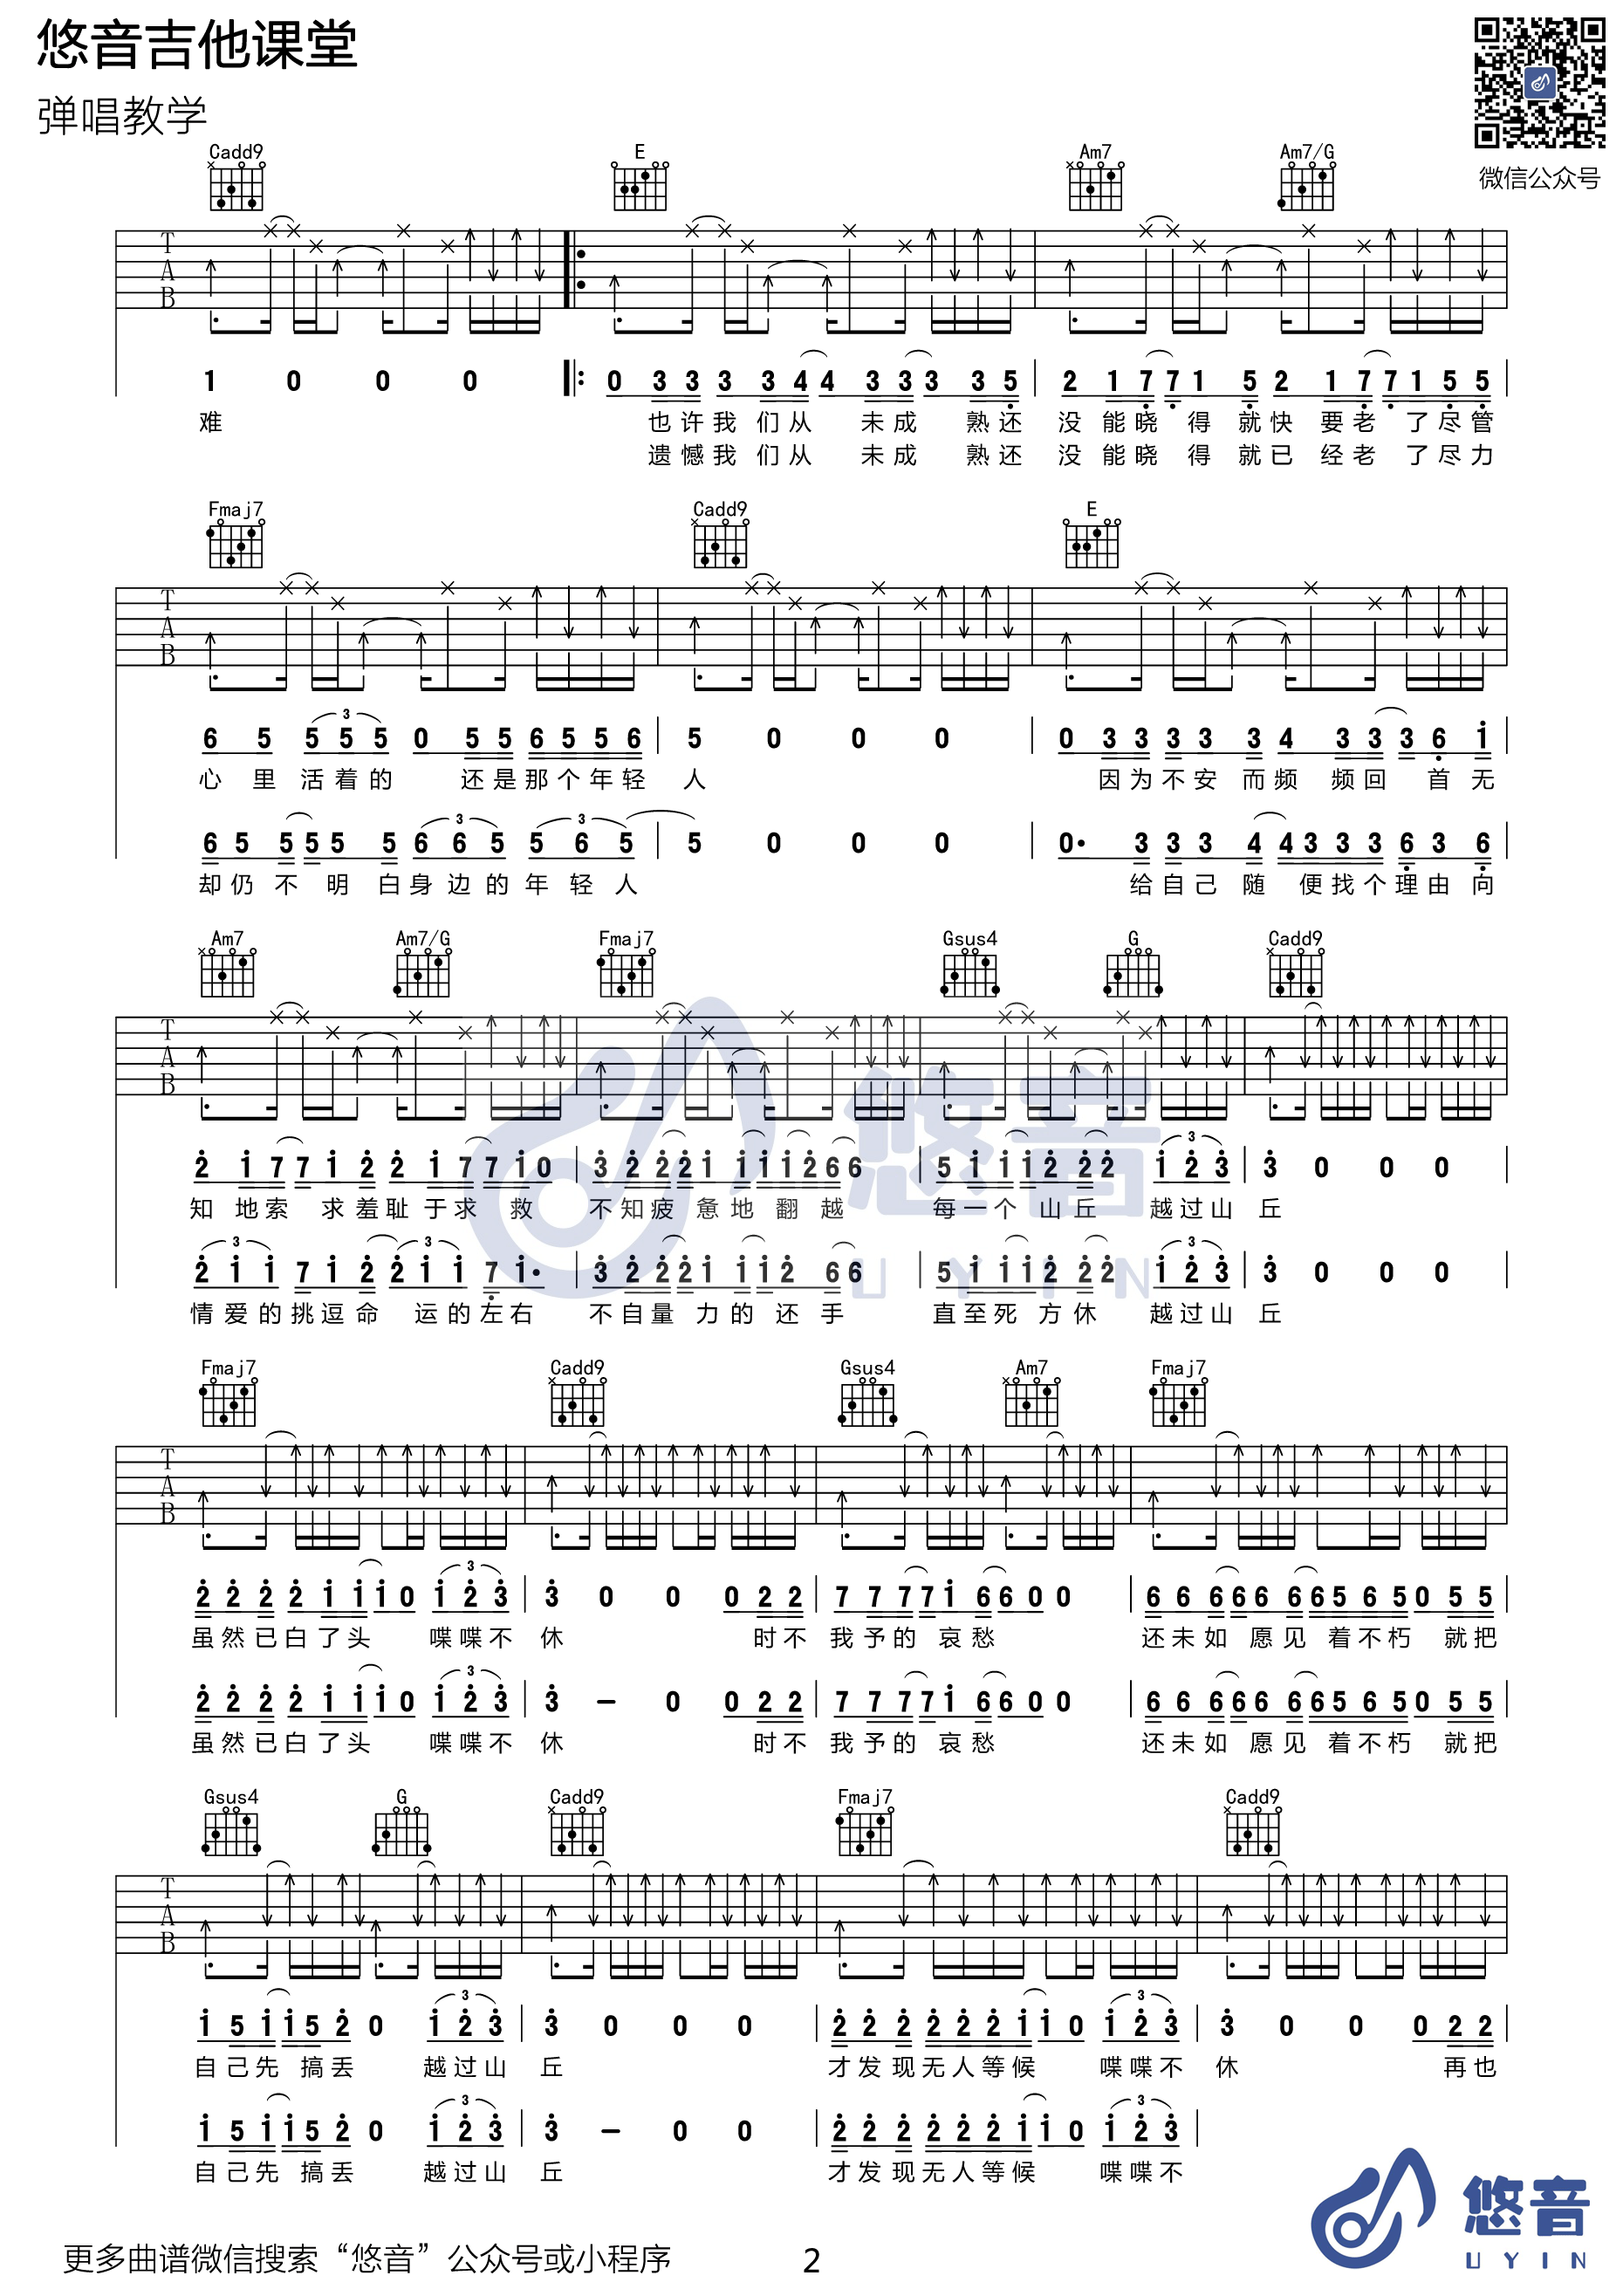 悠音吉他课堂
弹唱教学
微信公众号
Cadd9 E Am7 Am7/G
T A B
1 0 0 0 0 3 3 3 3 4 4 3 3 3 3 5 2 1 7 7 1 5 2 1 7 7 1 5 5
难 也许我们从 未成 熟还 没能晓 得就快要老 了尽管
遗憾我们从 未成 熟还 没能晓 得就已经老 了尽力
Fmaj7 Cadd9 E
T A B
6 5 5 5 5 0 5 5 6 5 5 6 5 0 0 0 0 3 3 3 3 3 4 3 3 3 6 1
3
心里活着的 还是那个年轻 人 因为不安而频 频回 首无
6 5 5 5 5 5 6 6 5 5 6 5 5 0 0 0 0· 3 3 3 4 4 3 3 3 6 3 6
3 3
却仍不 明白身边的年轻人 给自己随 便找个理由向
Am7 Am7/G Fmaj7 Gsus4 G Cadd9
T A B
2 1 7 7 1 2 2 1 7 7 1 0 3 2 2 2 1 1 1 1 2 6 6 5 1 1 1 2 2 2 1 2 3 3 0 0 0
3
知地索 求羞耻于求 救 不知疲 惫地 翻越 每一个 山丘 越过山丘
2 1 1 7 1 2 2 1 1 7 1· 3 2 2 2 1 1 1 2 6 6 5 1 1 1 2 2 2 1 2 3 3 0 0 0
3 3 3
情爱的挑逗命 运的左右 不自量 力的 还手 直至死 方休 越过山丘
Fmaj7 Cadd9 Gsus4 Am7 Fmaj7
T A B
2 2 2 2 1 1 1 0 1 2 3 3 0 0 0 2 2 7 7 7 7 1 6 6 0 0 6 6 6 6 6 6 6 5 6 5 0 5 5
3
虽然已白了头 喋喋不休 时不 我予的 哀愁 还未如 愿见 着不朽 就把
2 2 2 2 1 1 1 0 1 2 3 3 – 0 0 2 2 7 7 7 7 1 6 6 0 0 6 6 6 6 6 6 6 5 6 5 0 5 5
3
虽然已白了头 喋喋不休 时不 我予的 哀愁 还未如 愿见 着不朽 就把
Gsus4 G Cadd9 Fmaj7 Cadd9
T A B
1 5 1 1 5 2 0 1 2 3 3 0 0 0 2 2 2 2 2 2 1 1 0 1 2 3 3 0 0 0 2 2
3 3
自己先 搞丢 越过山丘 才发现无人等候 喋喋不休 再也
1 5 1 1 5 2 0 1 2 3 3 – 0 0 2 2 2 2 2 2 1 1 0 1 2 3
3 3
自己先 搞丢 越过山丘 才发现无人等候 喋喋不
悠音
UYIN
更多曲谱微信搜索“悠音”公众号或小程序
2
悠音
UYIN